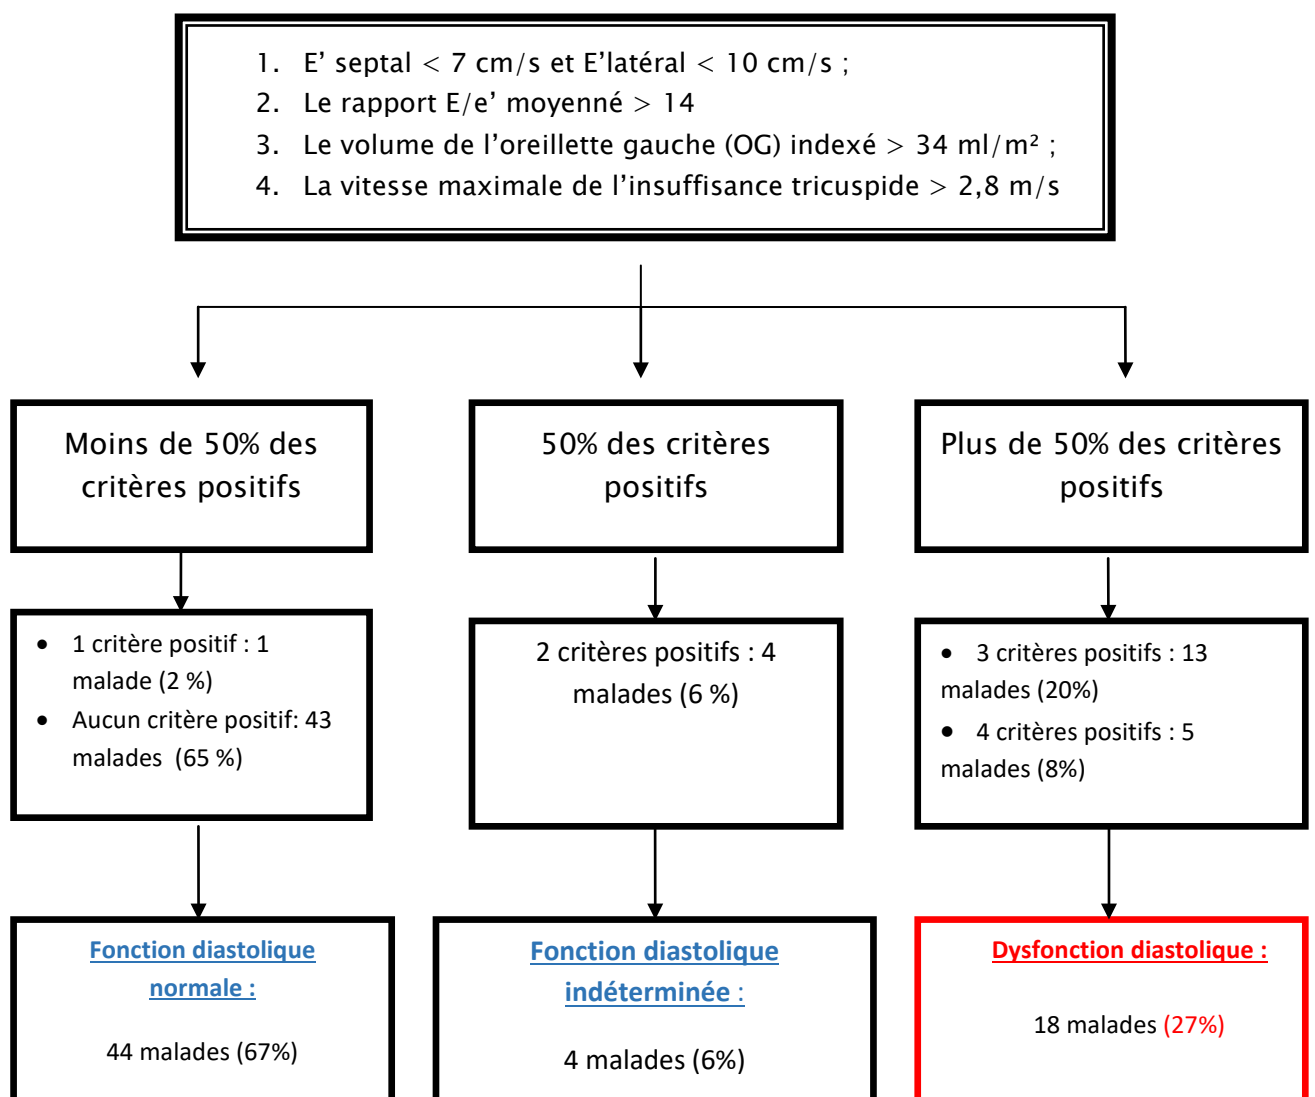 1. E’ septal < 7 cm/s et E’latéral < 10 cm/s ;
2. Le rapport E/e’ moyenné > 14
3. Le volume de l’oreillette gauche (OG) indexé > 34 ml/m² ;
4. La vitesse maximale de l’insuffisance tricuspide > 2,8 m/s
Moins de 50% des
critères positifs
50% des critères
positifs
Plus de 50% des critères
positifs
• 1 critère positif : 1
malade (2 %)
• Aucun critère positif: 43
malades (65 %)
2 critères positifs : 4
malades (6 %)
• 3 critères positifs : 13
malades (20%)
• 4 critères positifs : 5
malades (8%)
Fonction diastolique
normale :
44 malades (67%)
Fonction diastolique
indéterminée :
4 malades (6%)
Dysfonction diastolique :
18 malades (27%)